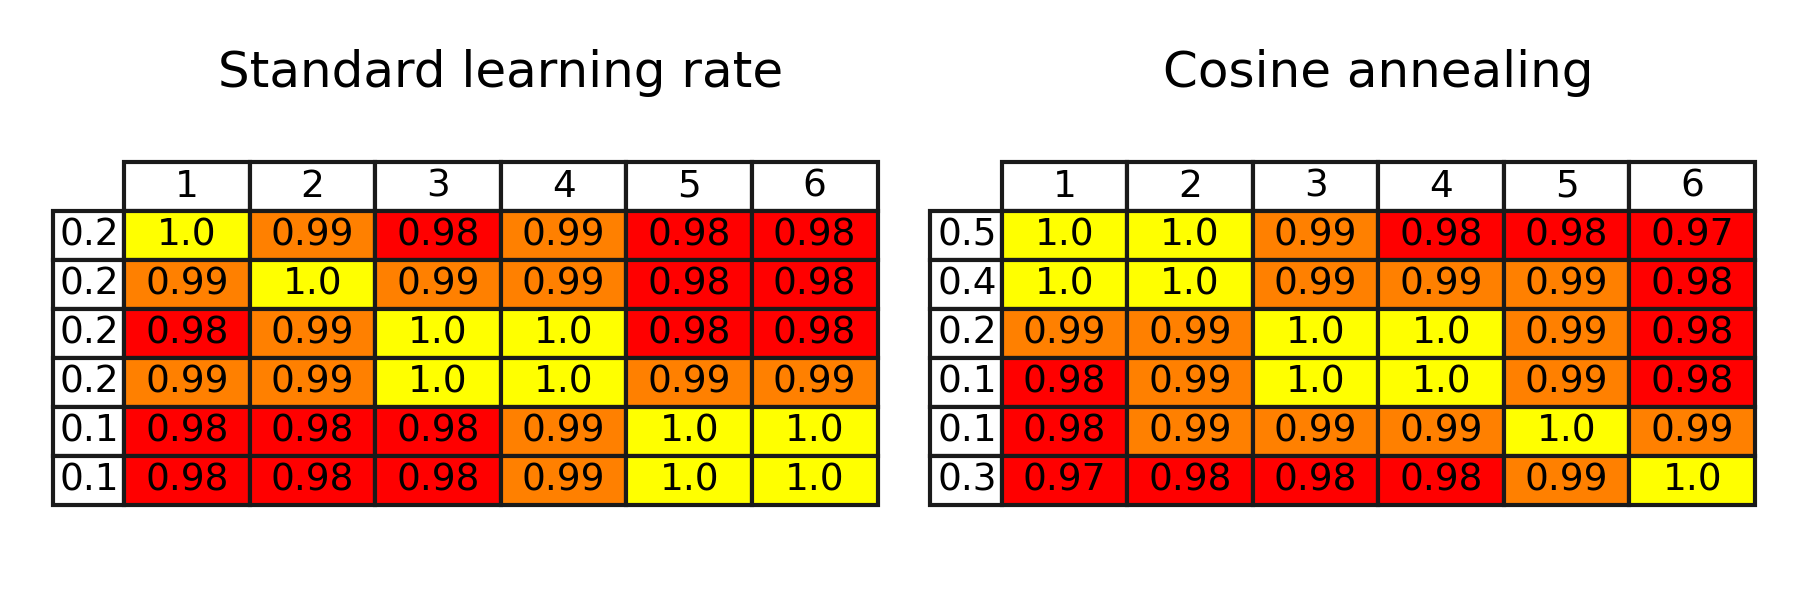 Standard learning rate
1 2 3 4 5 6
0.2 1.0 0.99 0.98 0.99 0.98 0.98
0.2 0.99 1.0 0.99 0.99 0.98 0.98
0.2 0.98 0.99 1.0 1.0 0.98 0.98
0.2 0.99 0.99 1.0 1.0 0.99 0.99
0.1 0.98 0.98 0.98 0.99 1.0 1.0
0.1 0.98 0.98 0.98 0.99 1.0 1.0
Cosine annealing
1 2 3 4 5 6
0.5 1.0 1.0 0.99 0.98 0.98 0.97
0.4 1.0 1.0 0.99 0.99 0.99 0.98
0.2 0.99 0.99 1.0 1.0 0.99 0.98
0.1 0.98 0.99 1.0 1.0 0.99 0.98
0.1 0.98 0.99 0.99 0.99 1.0 0.99
0.3 0.97 0.98 0.98 0.98 0.99 1.0